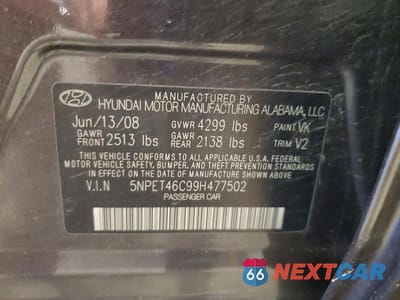 MANUFACTURED BY
HYUNDAI MOTOR MANUFACTURING ALABAMA, LLC
Jun/13/08 GVWR 4299 lbs PAINT VK
GAWR FRONT 2513 lbs GAWR REAR 2138 lbs TRIM V2
THIS VEHICLE CONFORMS TO ALL APPLICABLE U.S.A. FEDERAL
MOTOR VEHICLE SAFETY, BUMPER, AND THEFT PREVENTION STANDARDS
IN EFFECT ON THE DATE OF MANUFACTURE SHOWN ABOVE.
V.I.N 5NPET46C99H477502
PASSENGER CAR
66 NEXTCAR